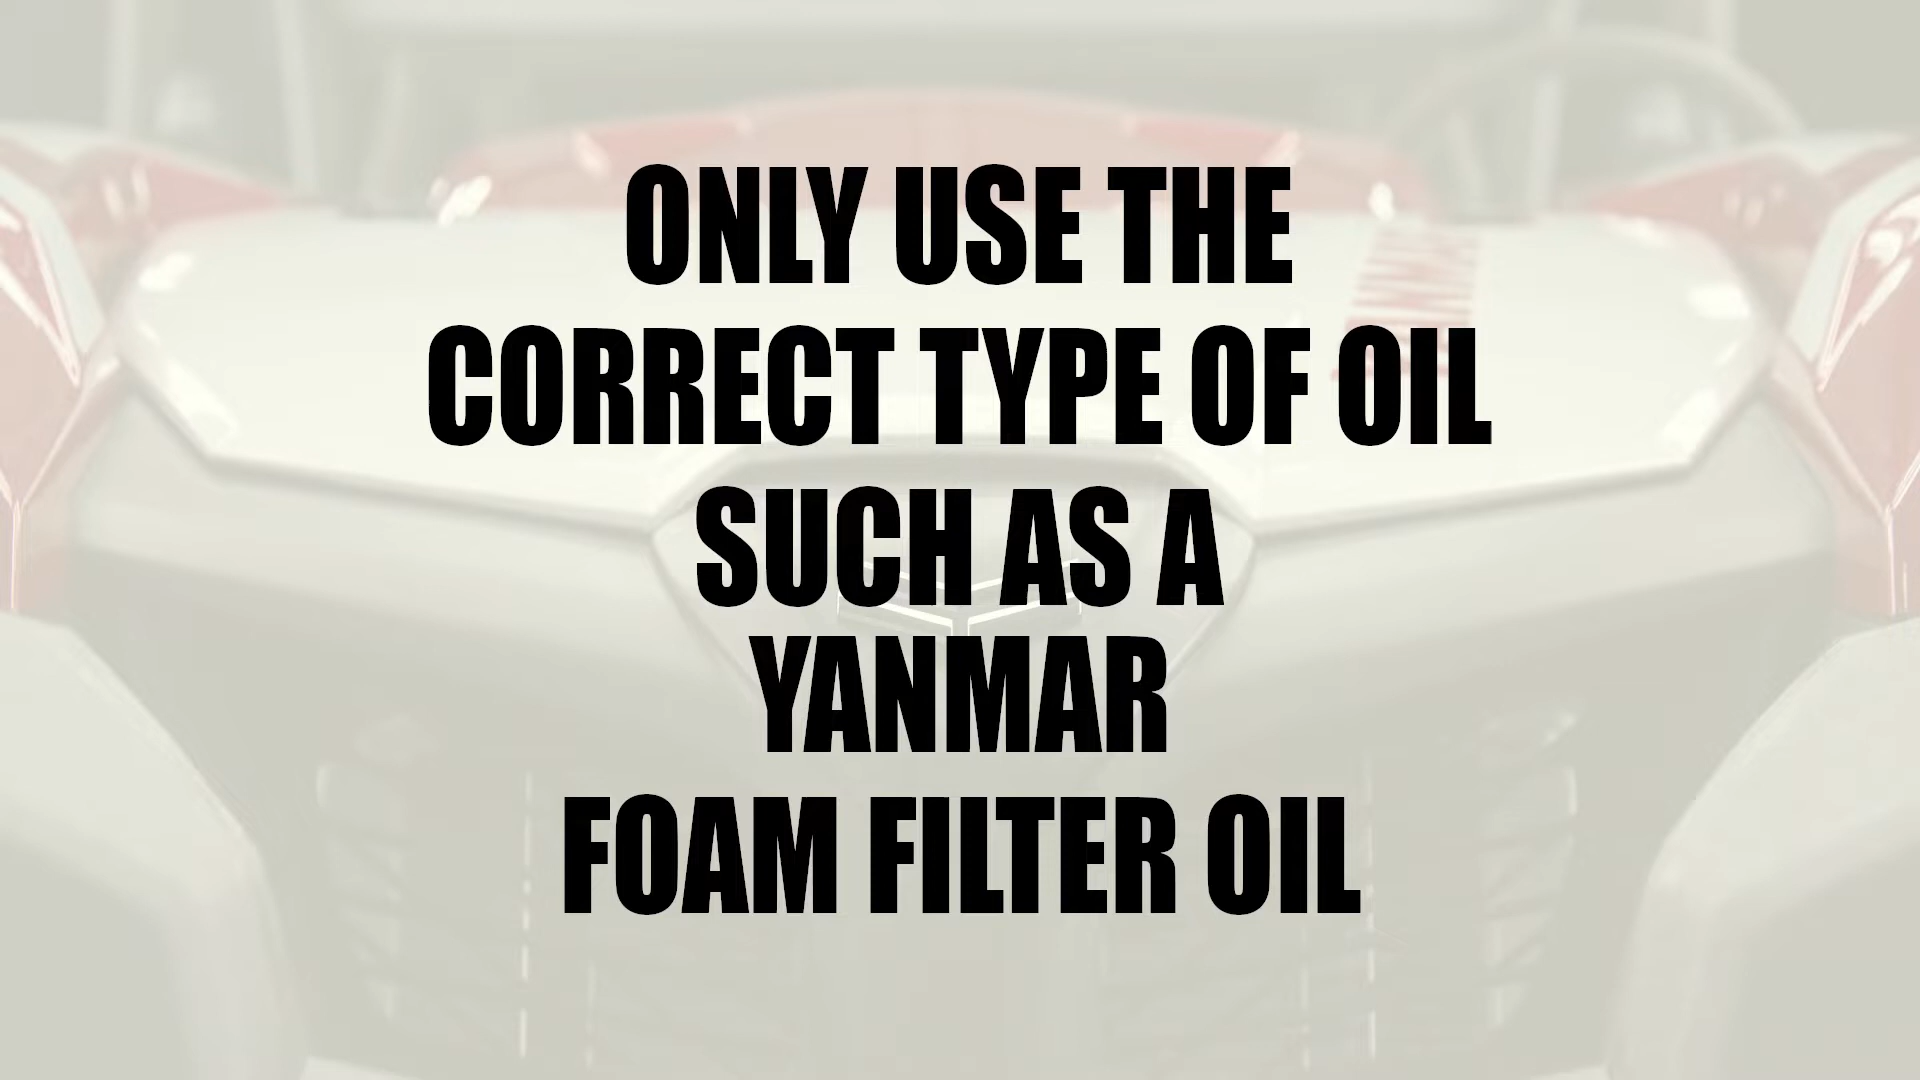 ONLY USE THE
CORRECT TYPE OF OIL
SUCH AS A
YANMAR
FOAM FILTER OIL